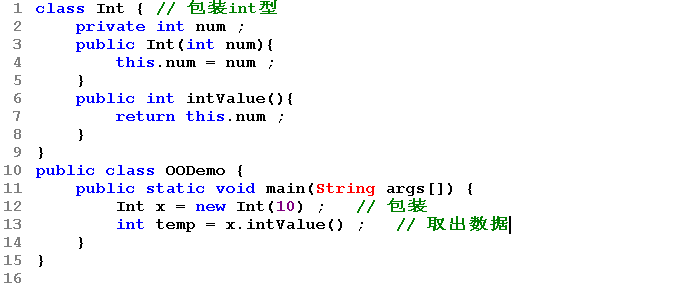 1 class Int { // 包装int型
2     private int num ;
3     public Int(int num){
4         this.num = num ;
5     }
6     public int intValue(){
7         return this.num ;
8     }
9 }
10 public class OODemo {
11     public static void main(String args[]) {
12         Int x = new Int(10) ;   // 包装
13         int temp = x.intValue() ;   // 取出数据
14     }
15 }
16